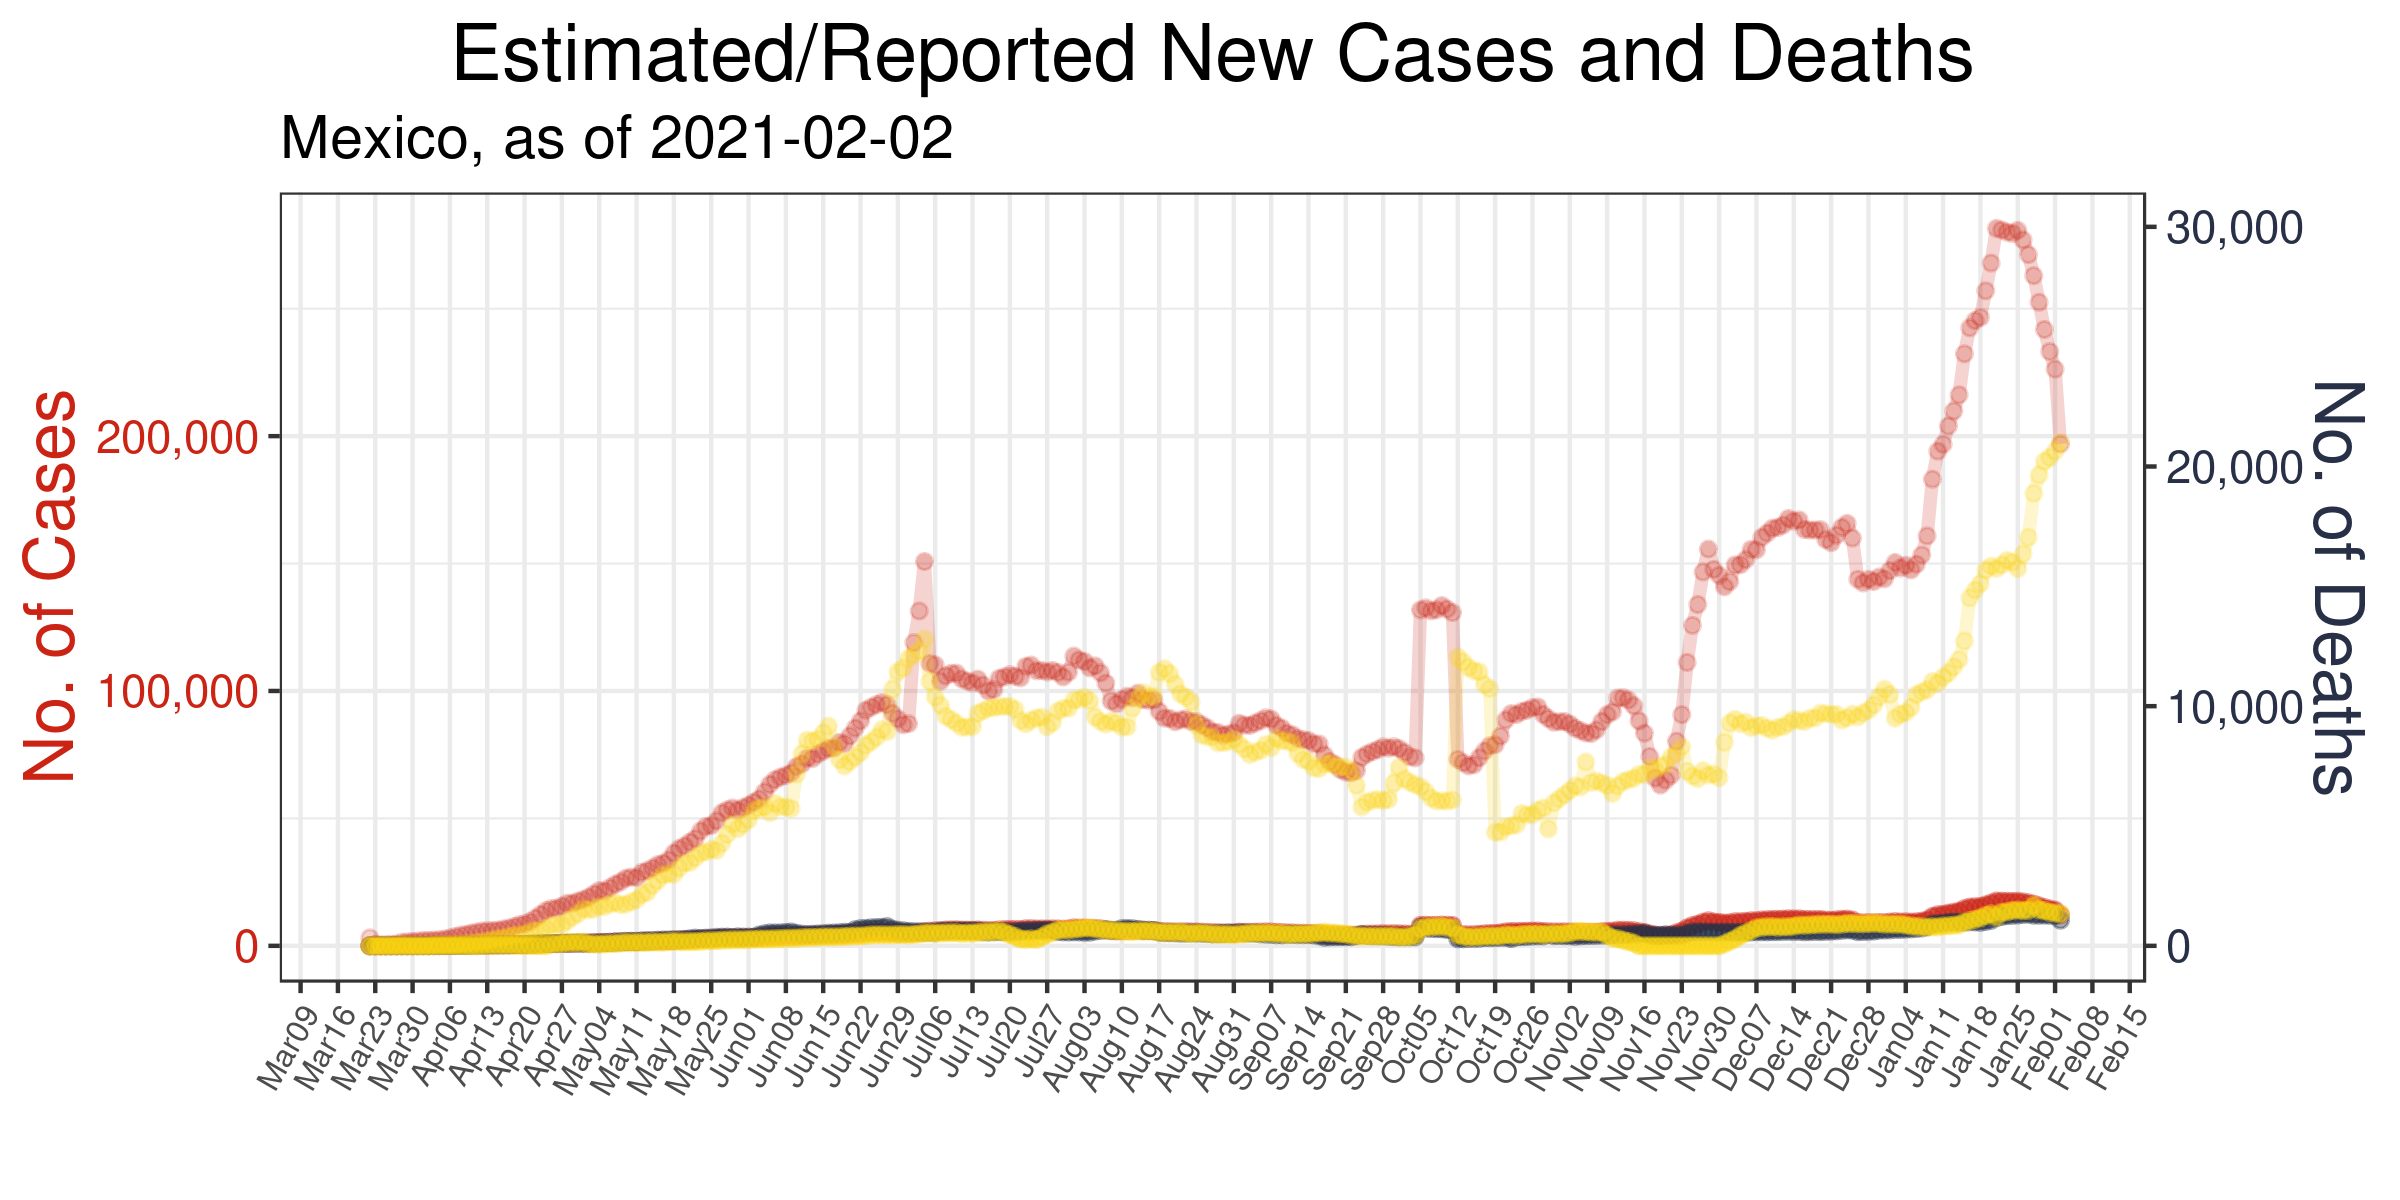 Estimated/Reported New Cases and Deaths
Mexico, as of 2021-02-02
No. of Cases
200,000
100,000
0
30,000
20,000
10,000
0
No. of Deaths
Mar09 Mar16 Mar23 Mar30 Apr06 Apr13 Apr20 Apr27 May04 May11 May18 May25 Jun01 Jun08 Jun15 Jun22 Jun29 Jul06 Jul13 Jul20 Jul27 Aug03 Aug10 Aug17 Aug24 Aug31 Sep07 Sep14 Sep21 Sep28 Oct05 Oct12 Oct19 Oct26 Nov02 Nov09 Nov16 Nov23 Nov30 Dec07 Dec14 Dec21 Dec28 Jan04 Jan11 Jan18 Jan25 Feb01 Feb08 Feb15